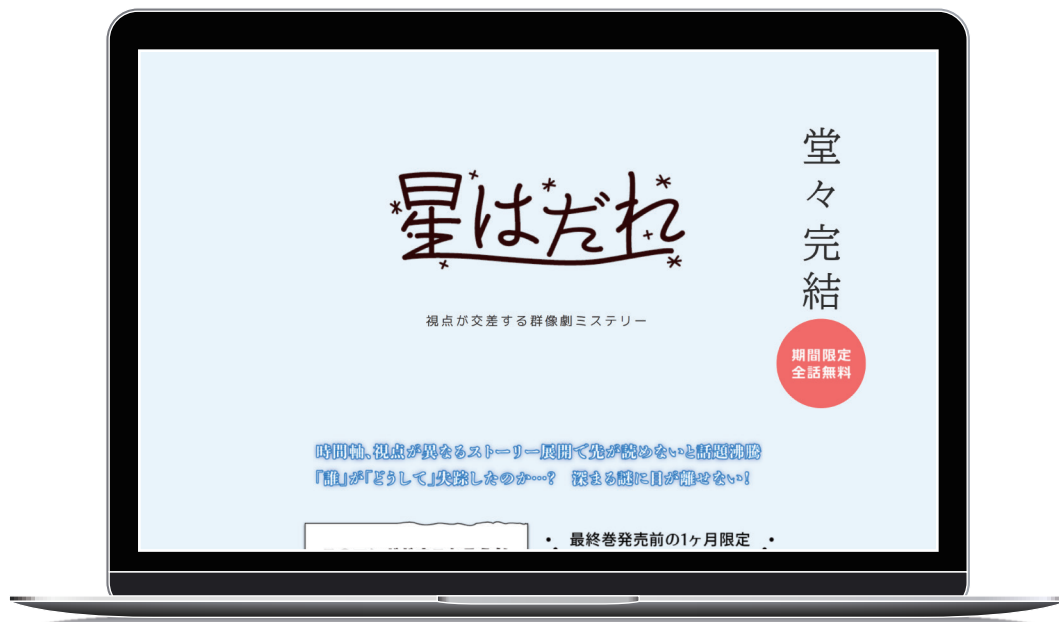 星はだれ
視点が交差する群像劇ミステリー
堂々完結
期間限定
全話無料
時間軸、視点が異なるストーリー展開で先が読めないと話題沸騰
「誰」が「どうして」失踪したのか…? 深まる謎に目が離せない!
最終巻発売前の1ヶ月限定